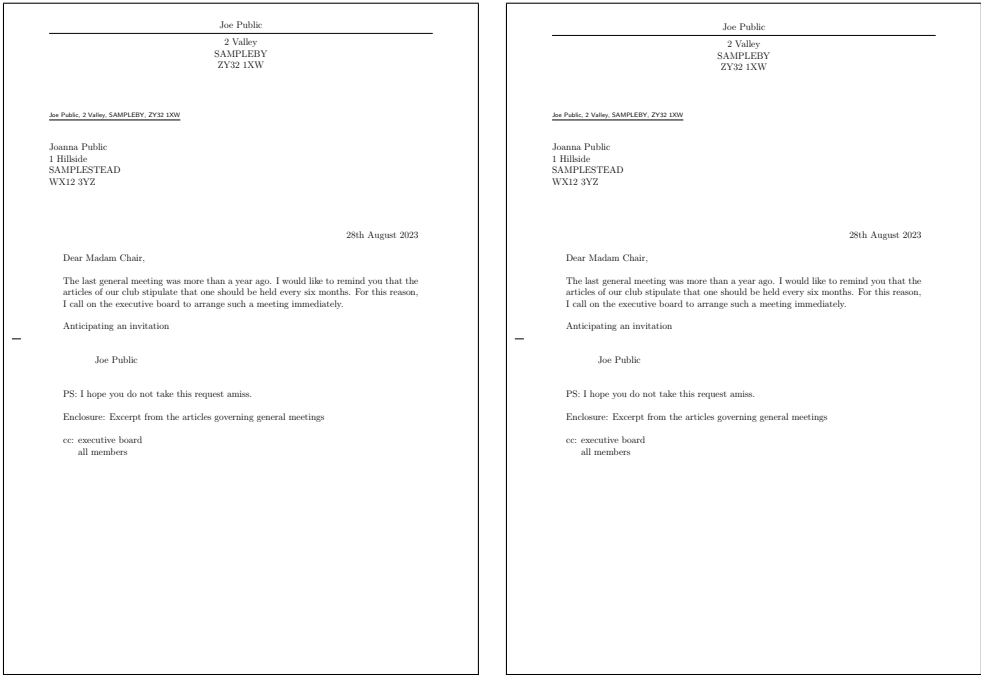 Joe Public
2 Valley
SAMPLEBY
ZY32 1XW
Joe Public, 2 Valley, SAMPLEBY, ZY32 1XW
Joanna Public
1 Hillside
SAMPLESTEAD
WX12 3YZ
28th August 2023
Dear Madam Chair,
The last general meeting was more than a year ago. I would like to remind you that the
articles of our club stipulate that one should be held every six months. For this reason,
I call on the executive board to arrange such a meeting immediately.
Anticipating an invitation
Joe Public
PS: I hope you do not take this request amiss.
Enclosure: Excerpt from the articles governing general meetings
cc: executive board
all members
Joe Public
2 Valley
SAMPLEBY
ZY32 1XW
Joe Public, 2 Valley, SAMPLEBY, ZY32 1XW
Joanna Public
1 Hillside
SAMPLESTEAD
WX12 3YZ
28th August 2023
Dear Madam Chair,
The last general meeting was more than a year ago. I would like to remind you that the
articles of our club stipulate that one should be held every six months. For this reason,
I call on the executive board to arrange such a meeting immediately.
Anticipating an invitation
Joe Public
PS: I hope you do not take this request amiss.
Enclosure: Excerpt from the articles governing general meetings
cc: executive board
all members